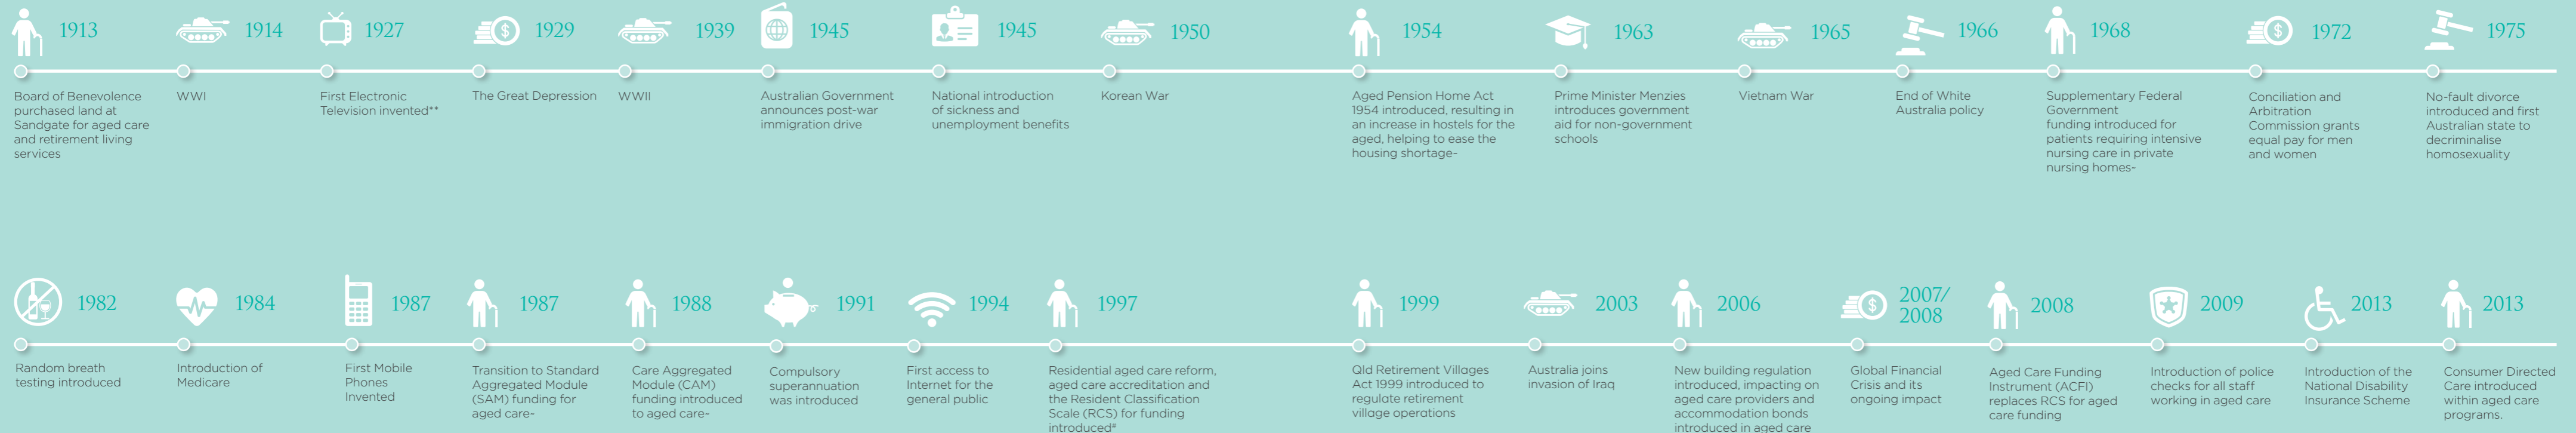 1913
Board of Benevolence
purchased land at
Sandgate for aged care
and retirement living
services
1914
WWI
1927
First Electronic
Television invented**
1929
The Great Depression
1939
WWII
1945
Australian Government
announces post-war
immigration drive
1945
National introduction
of sickness and
unemployment benefits
1950
Korean War
1954
Aged Pension Home Act
1954 introduced, resulting in
an increase in hostels for the
aged, helping to ease the
housing shortage~
1963
Prime Minister Menzies
introduces government
aid for non-government
schools
1965
Vietnam War
1966
End of White
Australia policy
1968
Supplementary Federal
Government
funding introduced for
patients requiring intensive
nursing care in private
nursing homes~
1972
Conciliation and
Arbitration
Commission grants
equal pay for men
and women
1975
No-fault divorce
introduced and first
Australian state to
decriminalise
homosexuality
1982
Random breath
testing introduced
1984
Introduction of
Medicare
1987
First Mobile
Phones
Invented
1987
Transition to Standard
Aggregated Module
(SAM) funding for
aged care~
1988
Care Aggregated
Module (CAM)
funding introduced
to aged care~
1991
Compulsory
superannuation
was introduced
1994
First access to
Internet for the
general public
1997
Residential aged care reform,
aged care accreditation and
the Resident Classification
Scale (RCS) for funding
introduced#
1999
Qld Retirement Villages
Act 1999 introduced to
regulate retirement
village operations
2003
Australia joins
invasion of Iraq
2006
New building regulation
introduced, impacting on
aged care providers and
accommodation bonds
introduced in aged care
2007/
2008
Global Financial
Crisis and its
ongoing impact
2008
Aged Care Funding
Instrument (ACFI)
replaces RCS for aged
care funding
2009
Introduction of police
checks for all staff
working in aged care
2013
Introduction of the
National Disability
Insurance Scheme
2013
Consumer Directed
Care introduced
within aged care
programs.
$
$
$